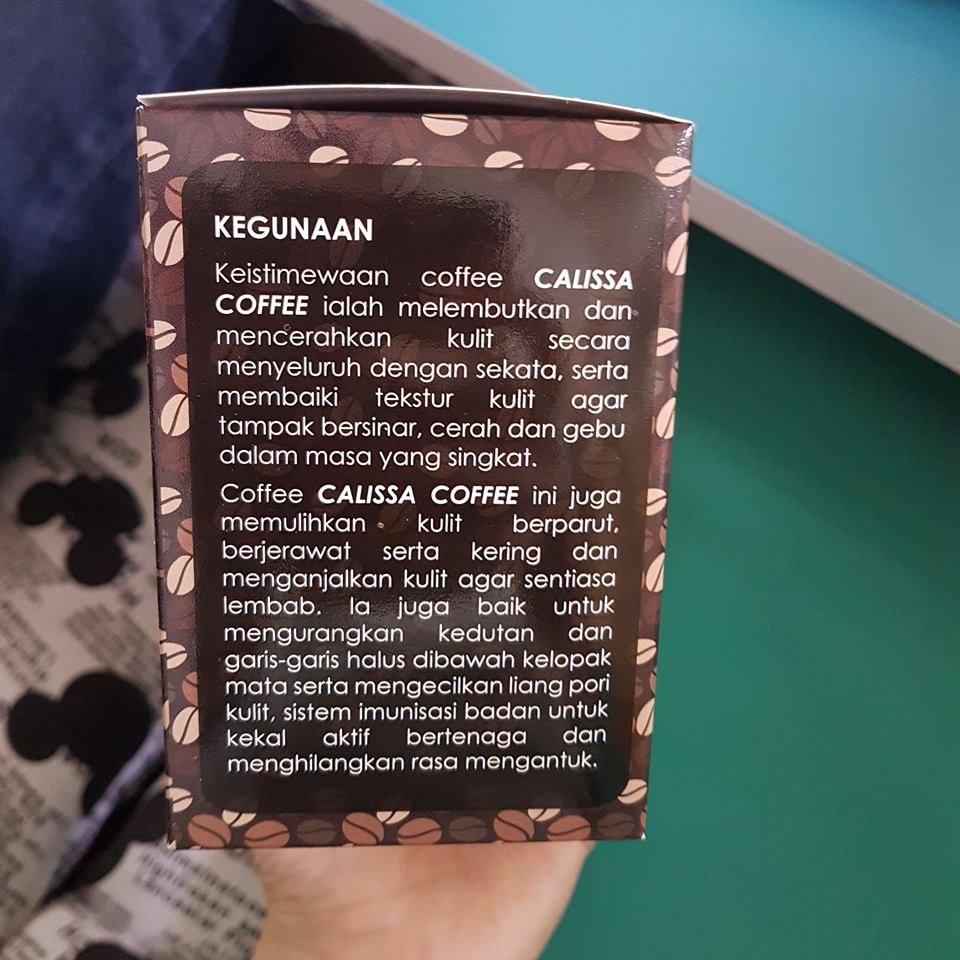 KEGUNAAN
Keistimewaan coffee CALISSA
COFFEE ialah melembutkan dan
mencerahkan kulit secara
menyeluruh dengan sekata, serta
membaiki tekstur kulit agar
tampak bersinar, cerah dan gebu
dalam masa yang singkat.
Coffee CALISSA COFFEE ini juga
memulihkan kulit berparut,
berjerawat serta kering dan
menganjalkan kulit agar sentiasa
lembab. Ia juga baik untuk
mengurangkan kedutan dan
garis-garis halus dibawah kelopak
mata serta mengecilkan liang pori
kulit, sistem imunisasi badan untuk
kekal aktif bertenaga dan
menghilangkan rasa mengantuk.